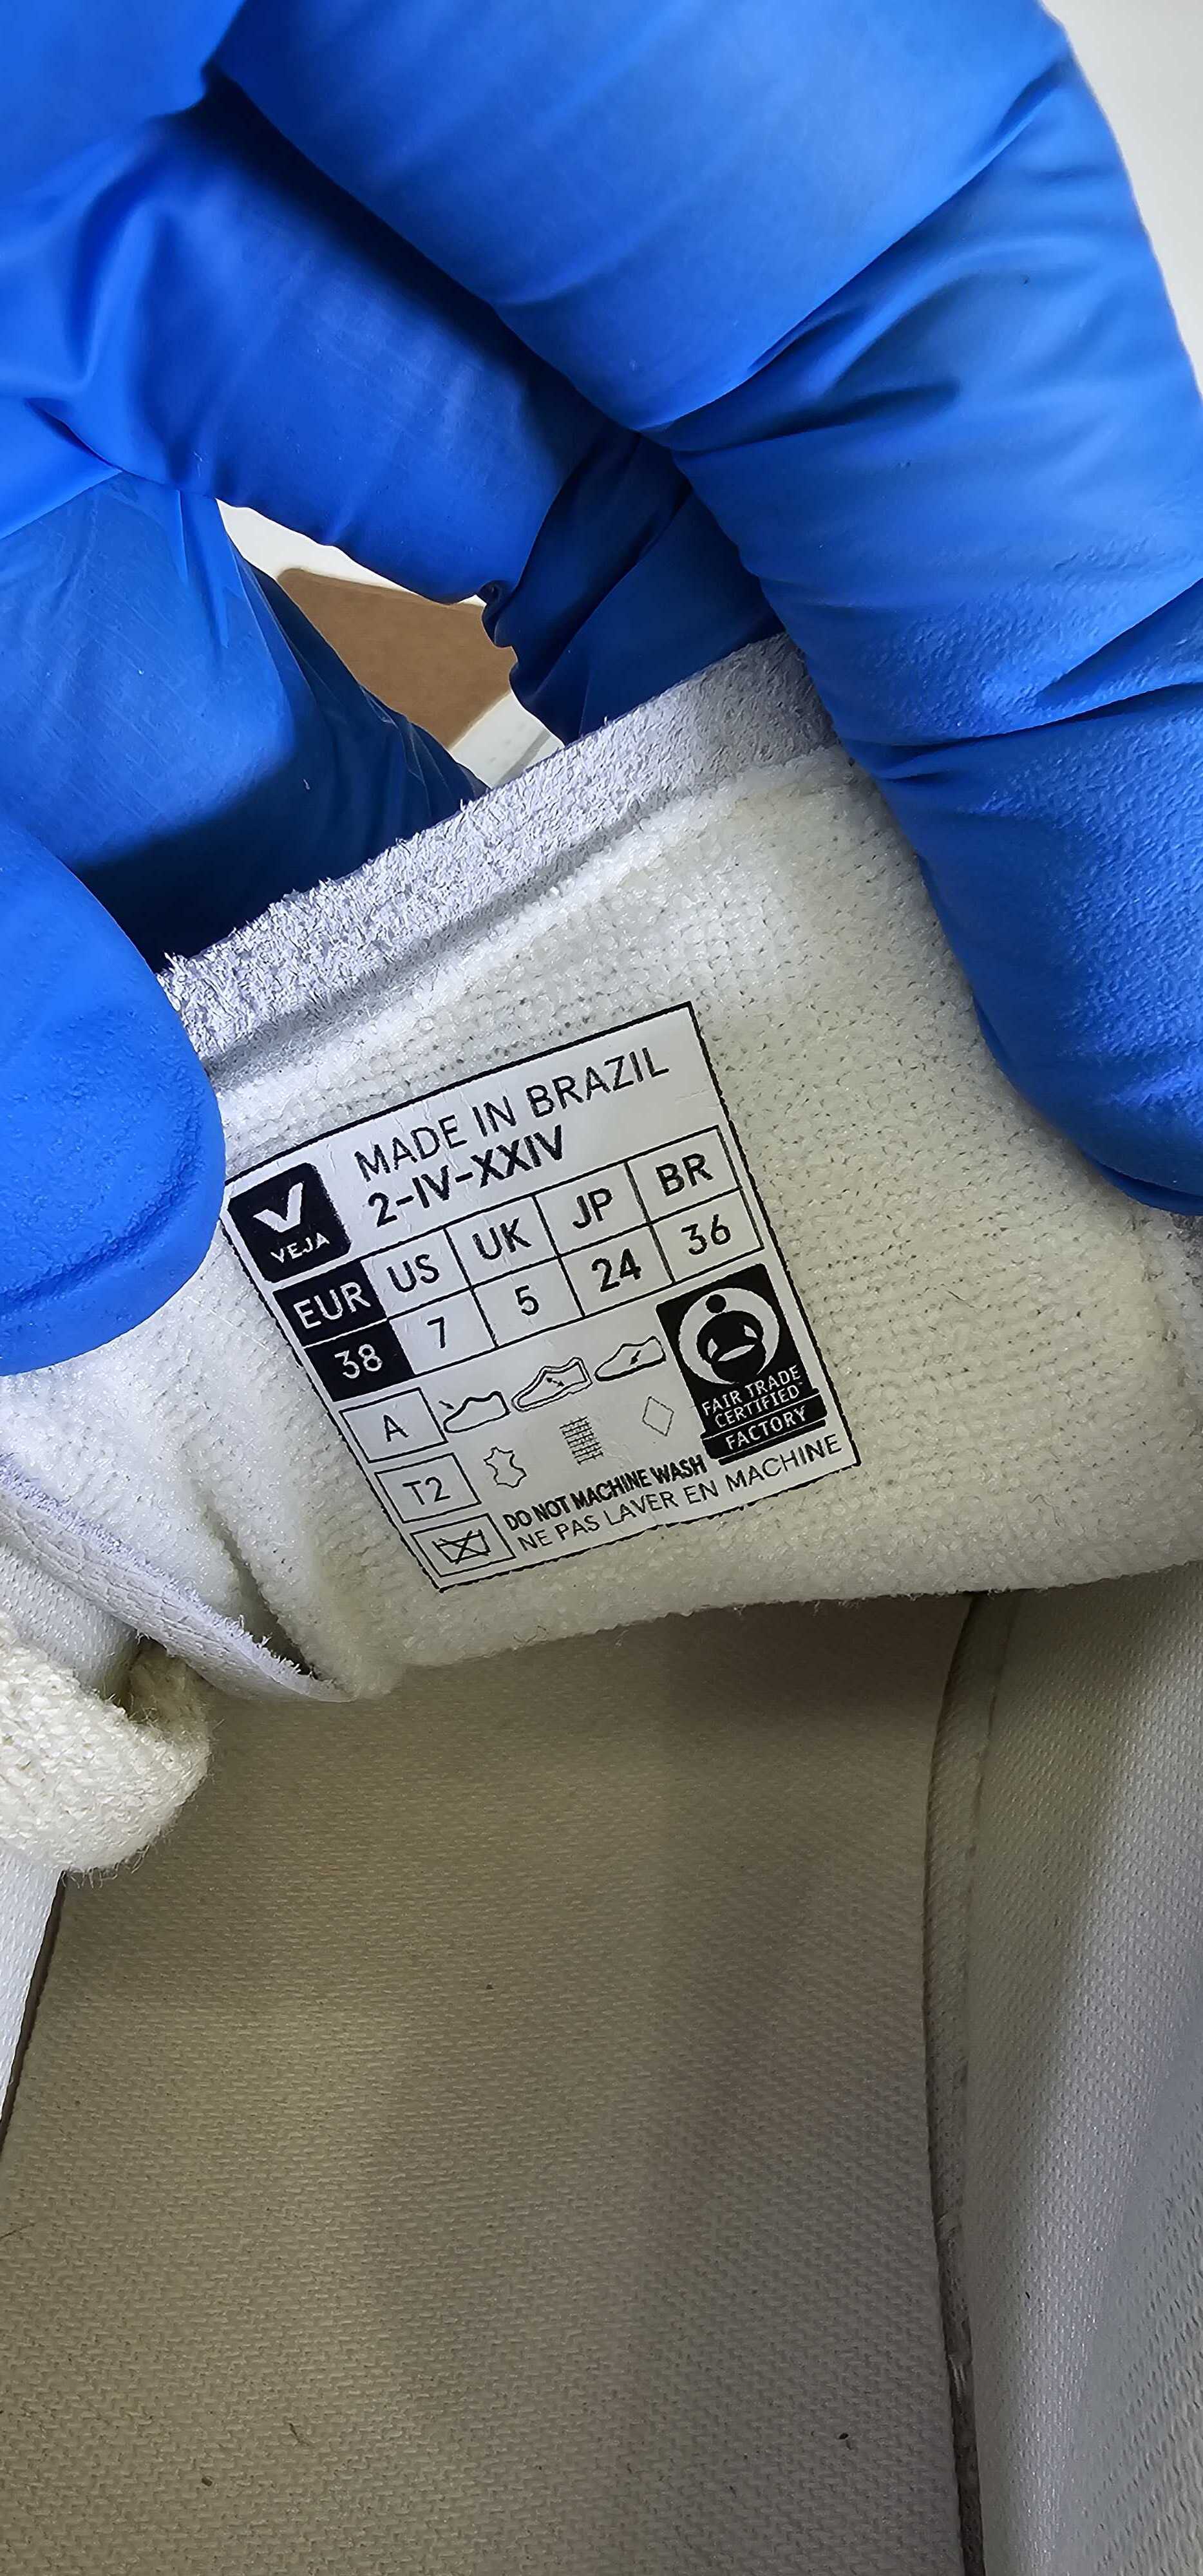 MADE IN BRAZIL
2-IV-XXIV
VEJA
EUR US UK JP BR
38 7 5 24 36
A
T2
FAIR TRADE
CERTIFIED
FACTORY
DO NOT MACHINE WASH
NE PAS LAVER EN MACHINE